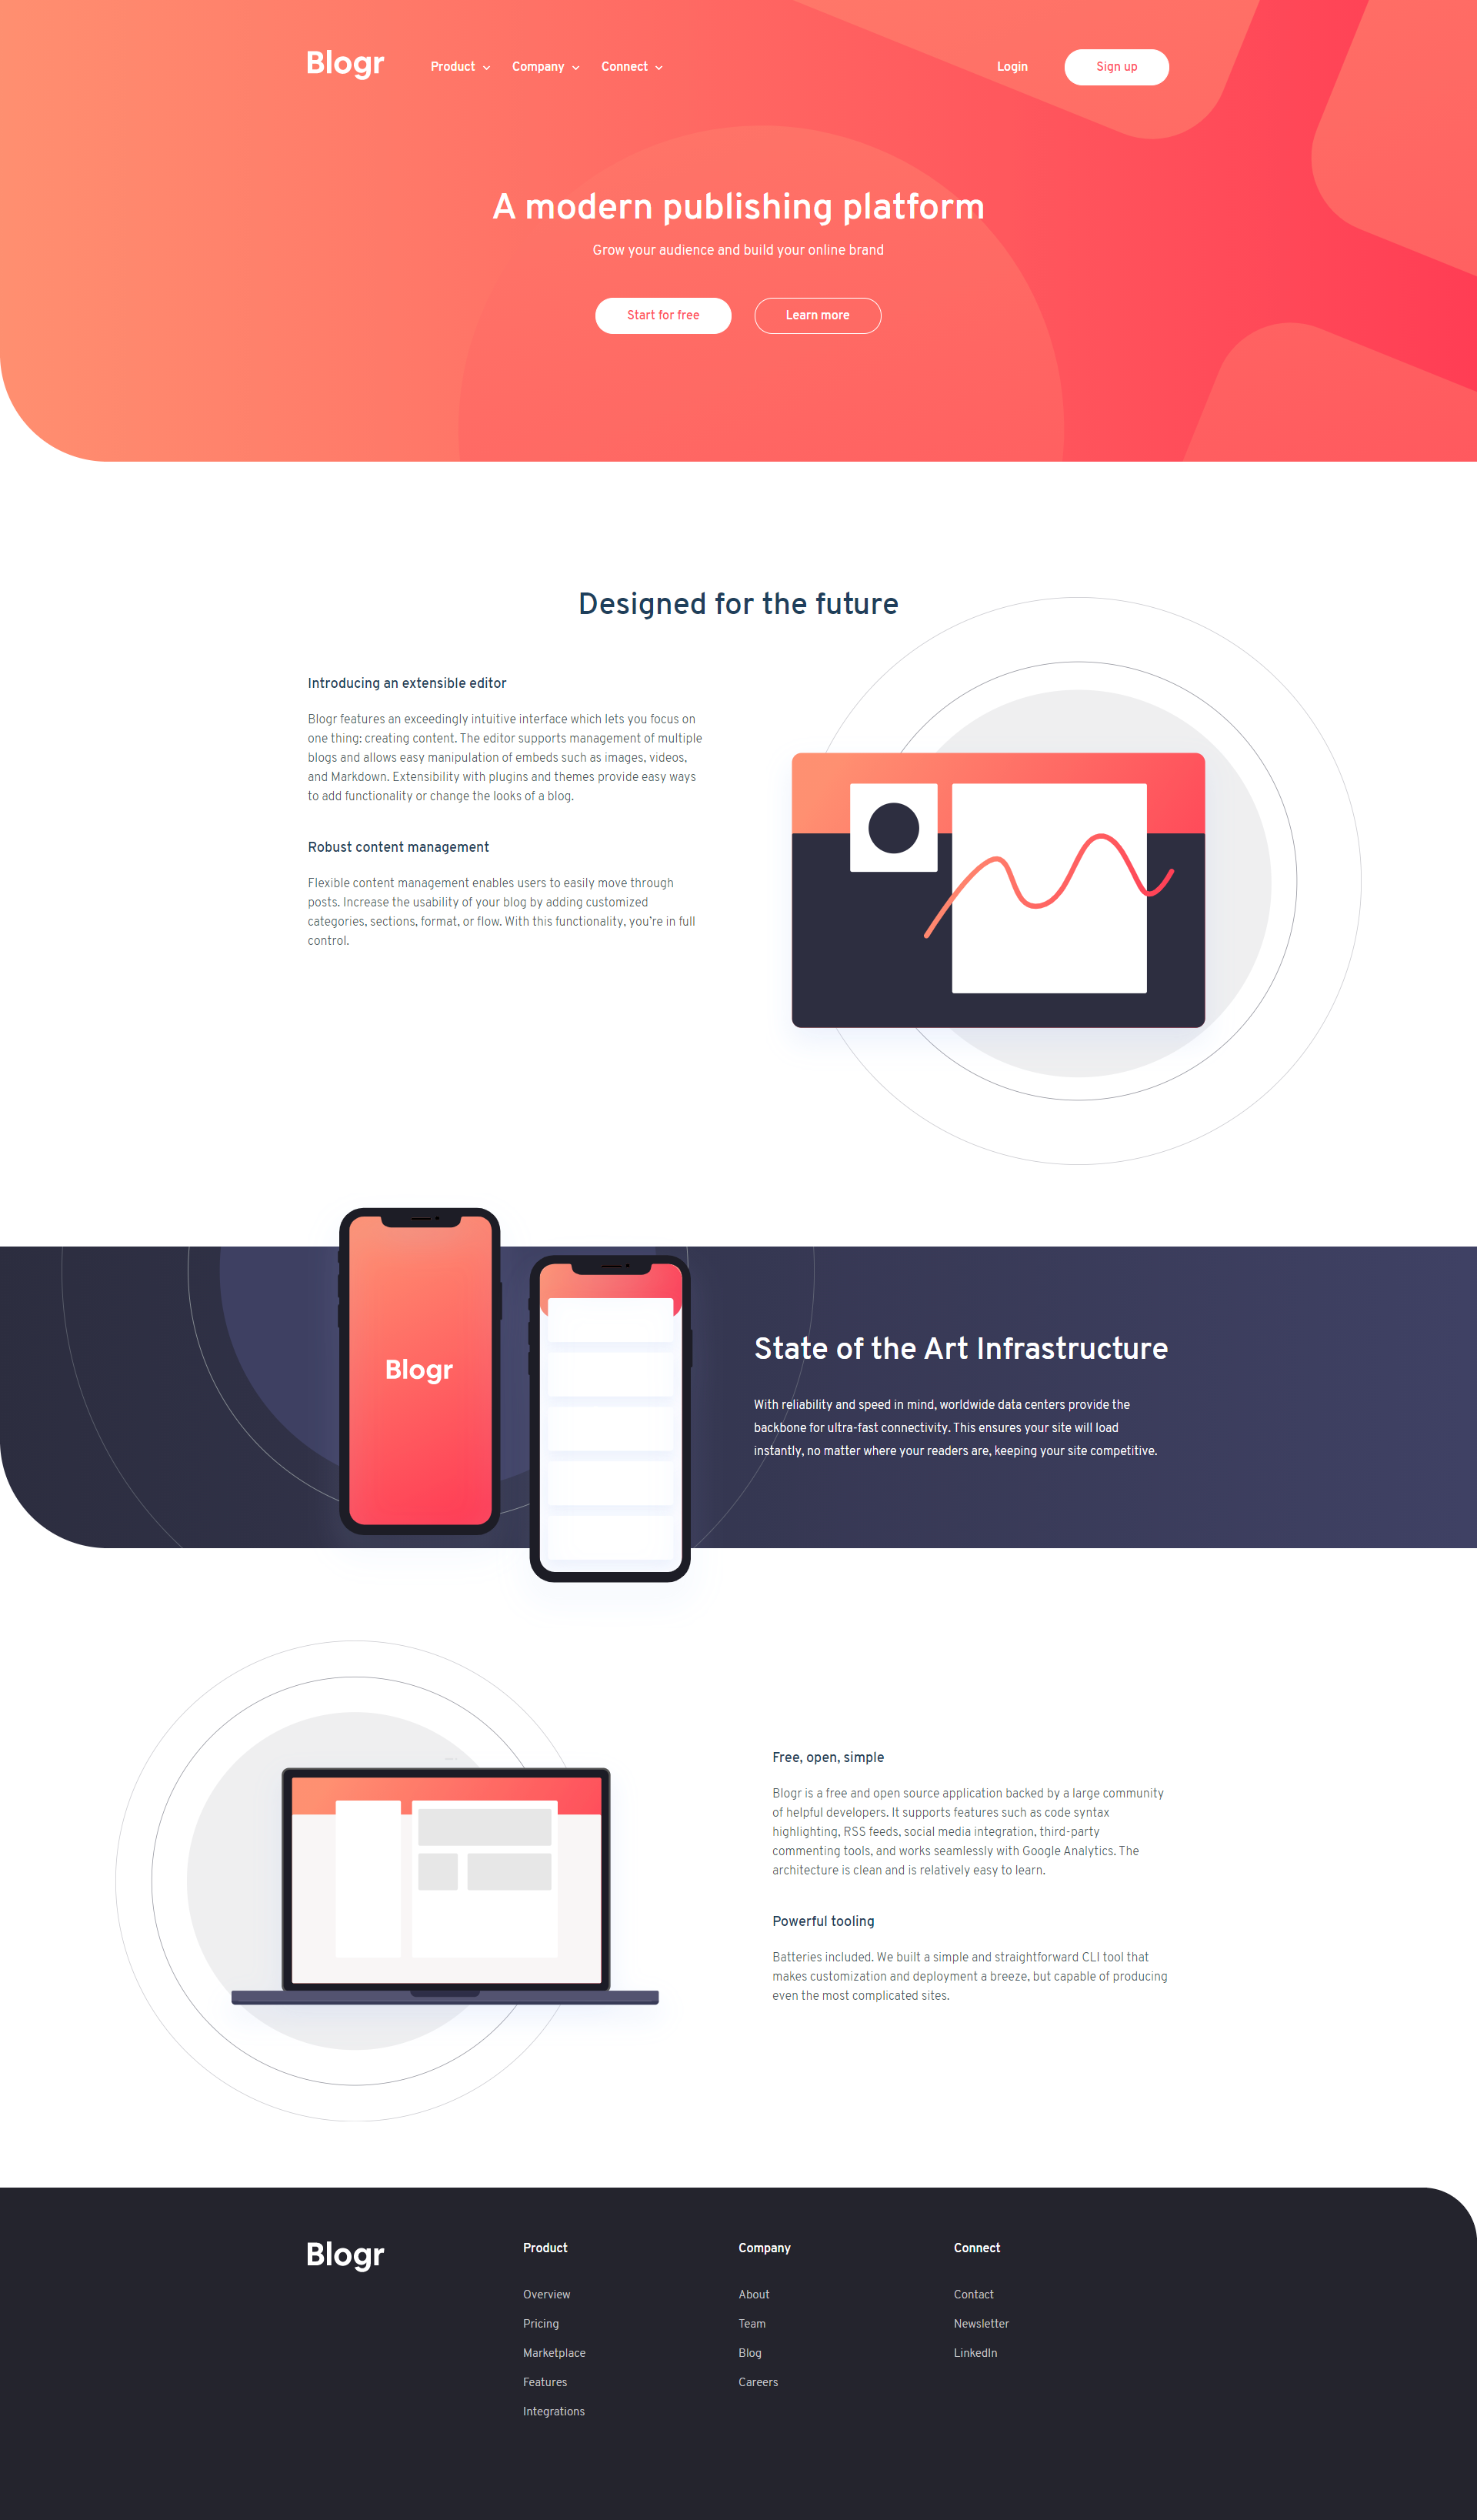 Blogr Product Company Connect Login Sign up
A modern publishing platform
Grow your audience and build your online brand
Start for free Learn more
Designed for the future
Introducing an extensible editor
Blogr features an exceedingly intuitive interface which lets you focus on
one thing: creating content. The editor supports management of multiple
blogs and allows easy manipulation of embeds such as images, videos,
and Markdown. Extensibility with plugins and themes provide easy ways
to add functionality or change the looks of a blog.
Robust content management
Flexible content management enables users to easily move through
posts. Increase the usability of your blog by adding customized
categories, sections, format, or flow. With this functionality, you’re in full
control.
Blogr
State of the Art Infrastructure
With reliability and speed in mind, worldwide data centers provide the
backbone for ultra-fast connectivity. This ensures your site will load
instantly, no matter where your readers are, keeping your site competitive.
Free, open, simple
Blogr is a free and open source application backed by a large community
of helpful developers. It supports features such as code syntax
highlighting, RSS feeds, social media integration, third-party
commenting tools, and works seamlessly with Google Analytics. The
architecture is clean and is relatively easy to learn.
Powerful tooling
Batteries included. We built a simple and straightforward CLI tool that
makes customization and deployment a breeze, but capable of producing
even the most complicated sites.
Blogr
Product
Overview
Pricing
Marketplace
Features
Integrations
Company
About
Team
Blog
Careers
Connect
Contact
Newsletter
LinkedIn